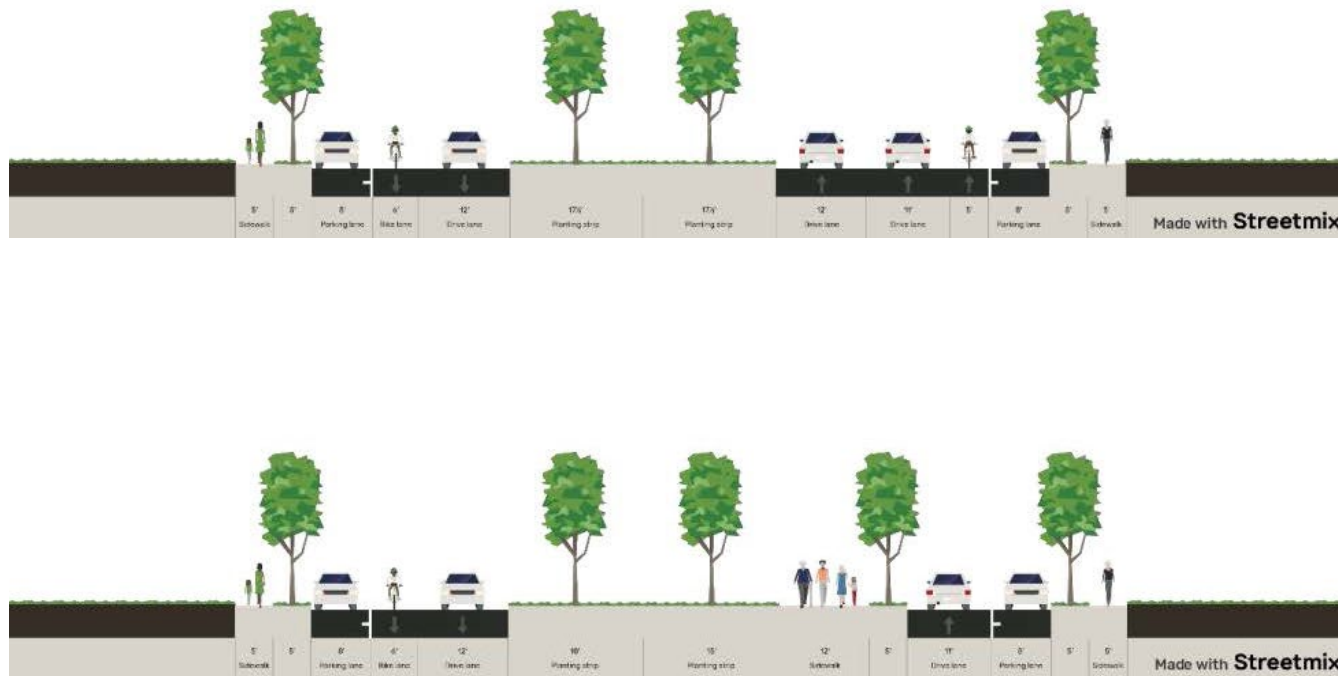 5' 5' 8' 6' 12' 17½' 17½' 12' 11' 5' 8' 5' 5'
Sidewalk Parking lane Bike lane Drive lane Planting strip Planting strip Drive lane Drive lane Parking lane Sidewalk
Made with Streetmix
5' 5' 8' 6' 12' 12' 5' 11' 8' 5' 5'
Sidewalk Parking lane Bike lane Drive lane Planting strip Planting strip Sidewalk Drive lane Parking lane Sidewalk
Made with Streetmix